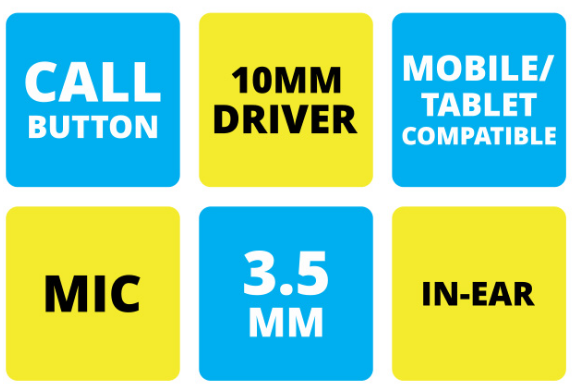 CALL
BUTTON
10MM
DRIVER
MOBILE/
TABLET
COMPATIBLE
MIC
3.5
MM
IN-EAR